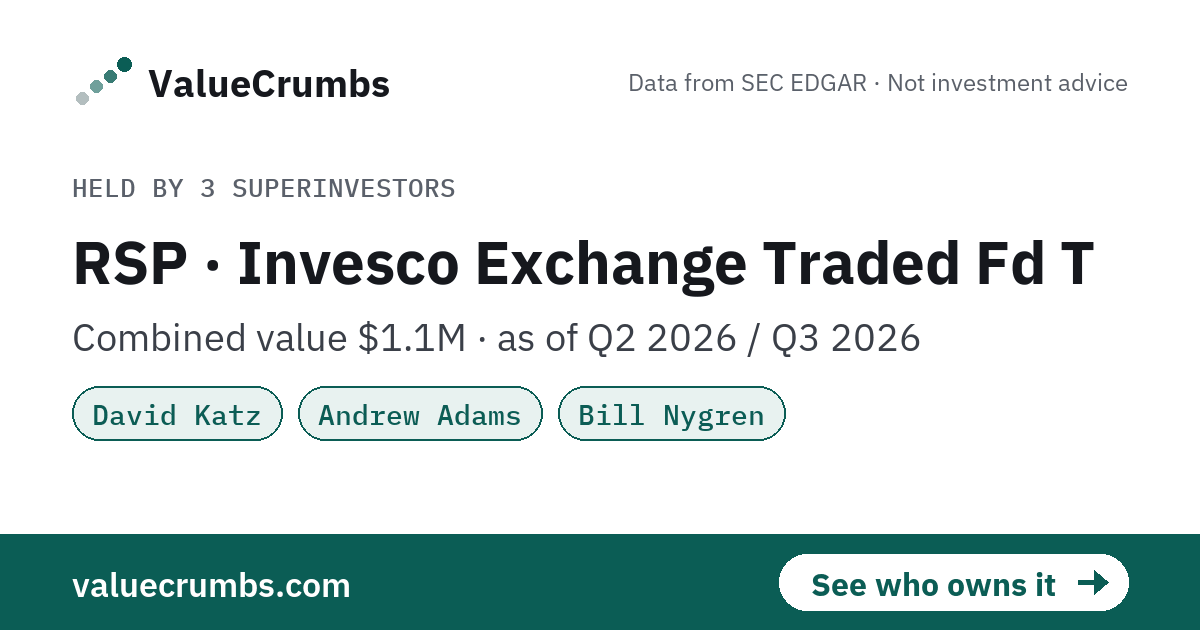 ValueCrumbs
Data from SEC EDGAR · Not investment advice
HELD BY 3 SUPERINVESTORS
RSP · Invesco Exchange Traded Fd T
Combined value $1.1M · as of Q2 2026 / Q3 2026
David Katz
Andrew Adams
Bill Nygren
valuecrumbs.com
See who owns it